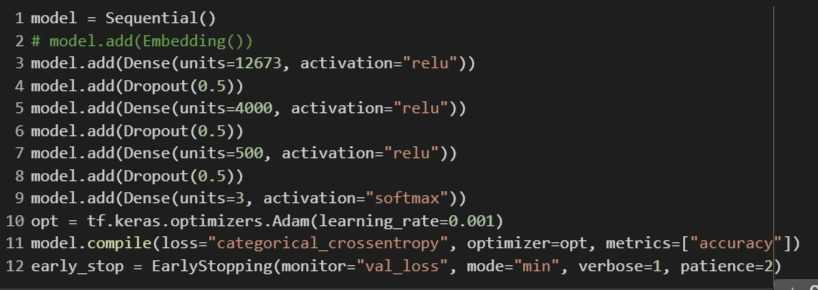 1 model = Sequential()
2 # model.add(Embedding())
3 model.add(Dense(units=12673, activation="relu"))
4 model.add(Dropout(0.5))
5 model.add(Dense(units=4000, activation="relu"))
6 model.add(Dropout(0.5))
7 model.add(Dense(units=500, activation="relu"))
8 model.add(Dropout(0.5))
9 model.add(Dense(units=3, activation="softmax"))
10 opt = tf.keras.optimizers.Adam(learning_rate=0.001)
11 model.compile(loss="categorical_crossentropy", optimizer=opt, metrics=["accuracy"])
12 early_stop = EarlyStopping(monitor="val_loss", mode="min", verbose=1, patience=2)